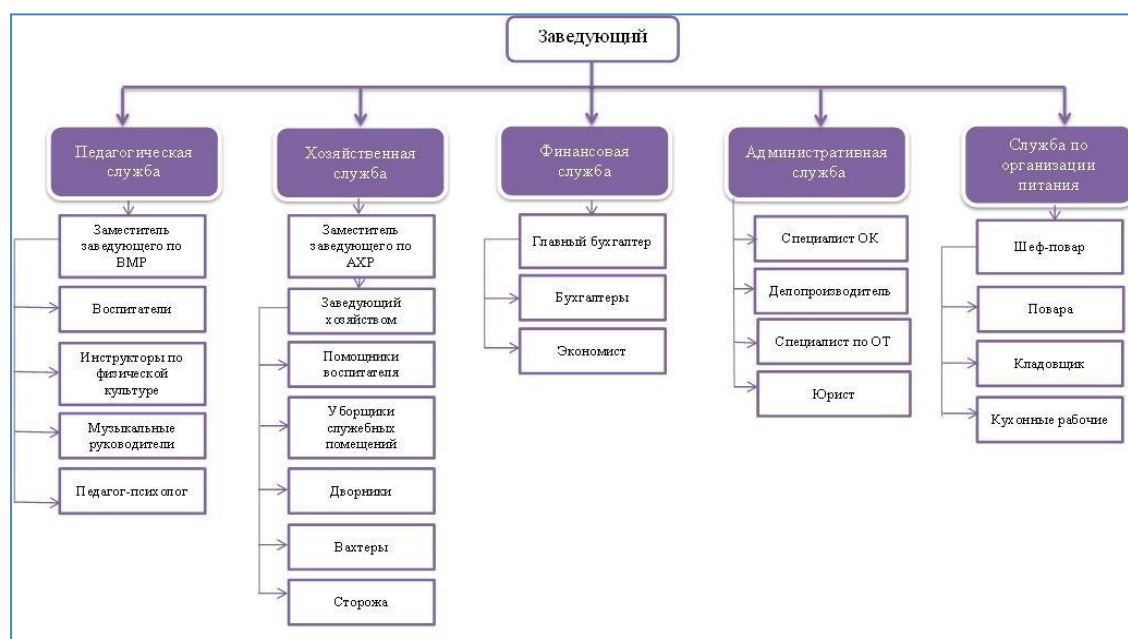 Заведующий
Педагогическая
служба
Хозяйственная
служба
Финансовая
служба
Административная
служба
Служба по
организации
питания
Заместитель
заведующего по
ВМР
Воспитатели
Инструкторы по
физической
культуре
Музыкальные
руководители
Педагог-психолог
Заместитель
заведующего по
АХР
Заведующий
хозяйством
Помощники
воспитателя
Уборщики
служебных
помещений
Дворники
Вахтеры
Сторожа
Главный бухгалтер
Бухгалтеры
Экономист
Специалист ОК
Делопроизводитель
Специалист по ОТ
Юрист
Шеф-повар
Повара
Кладовщик
Кухонные рабочие